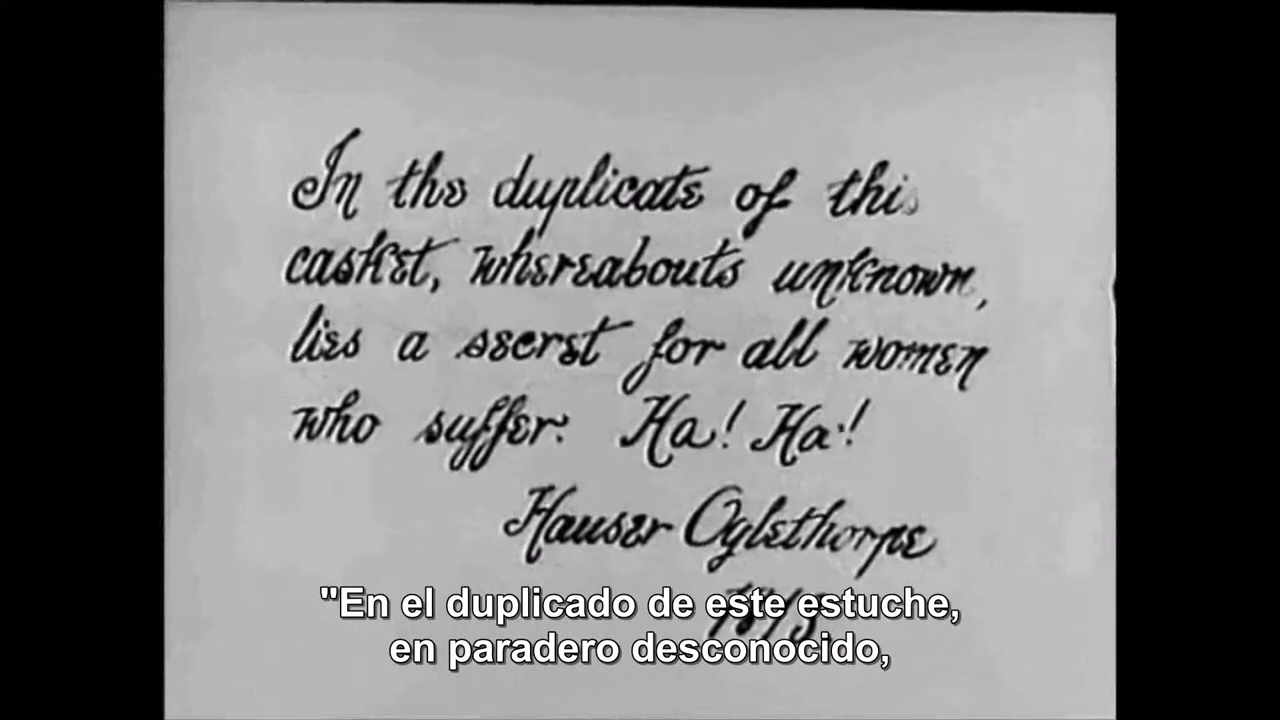 In the duplicate of this
casket, whereabouts unknown,
lies a secret for all women
who suffer. Ha! Ha!
Hauser Oglethorpe
"En el duplicado de este estuche,
en paradero desconocido,